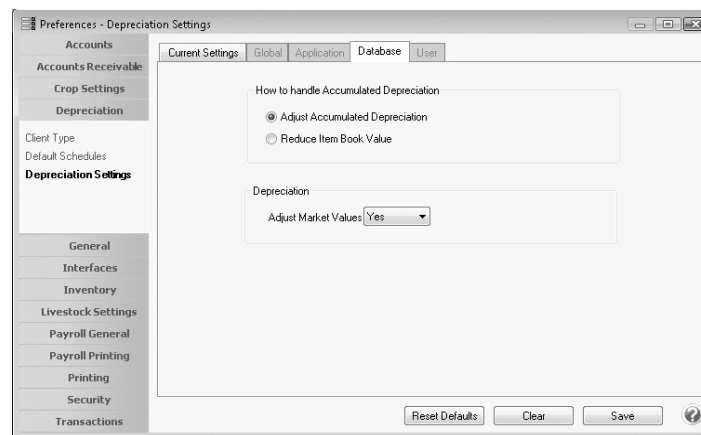 Preferences - Depreciation Settings
Accounts
Accounts Receivable
Crop Settings
Depreciation
Client Type
Default Schedules
Depreciation Settings
General
Interfaces
Inventory
Livestock Settings
Payroll General
Payroll Printing
Printing
Security
Transactions
Current Settings Global Application Database User
How to handle Accumulated Depreciation
Adjust Accumulated Depreciation
Reduce Item Book Value
Depreciation
Adjust Market Values Yes
Reset Defaults Clear Save ?